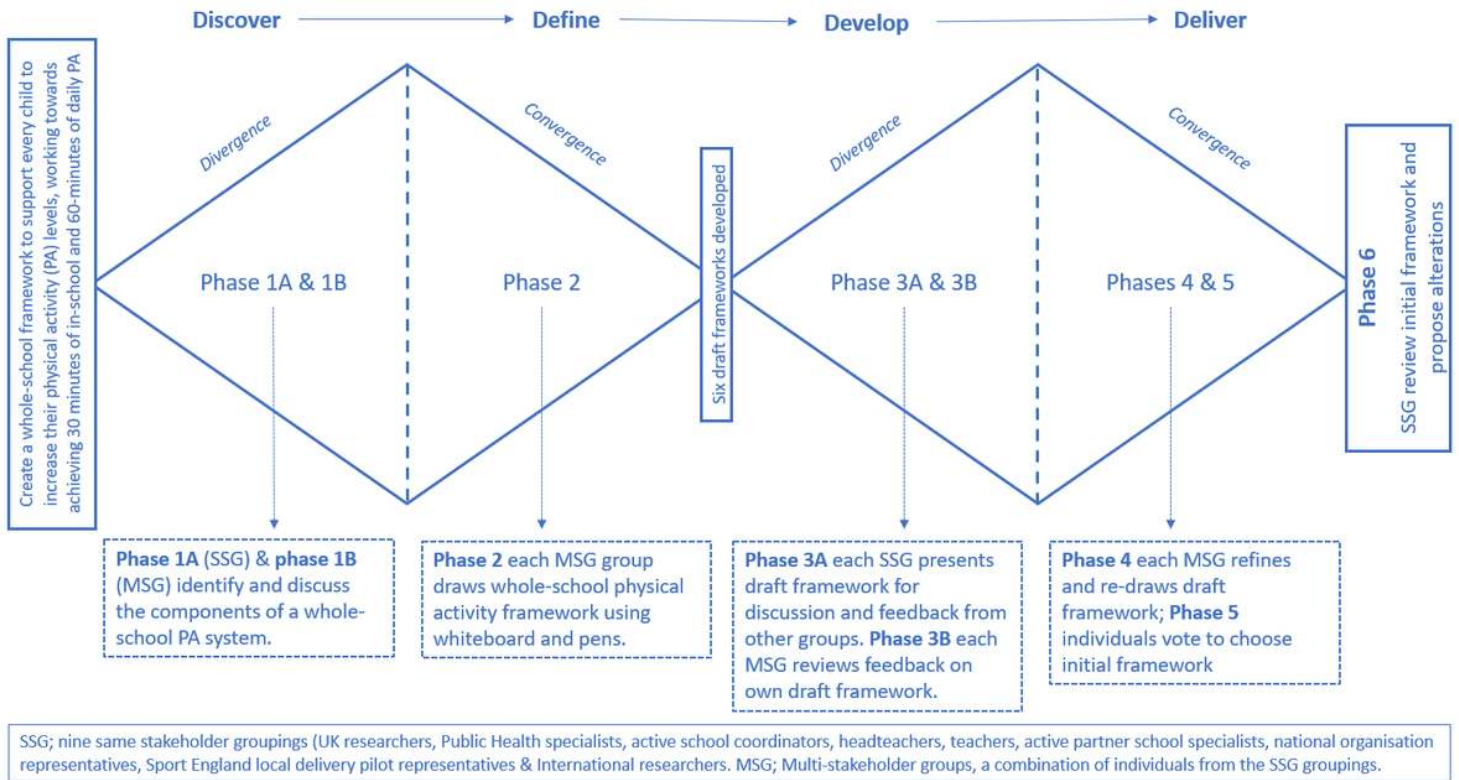 Discover
Define
Develop
Deliver
Create a whole-school framework to support every child to
increase their physical activity (PA) levels, working towards
achieving 30 minutes of in-school and 60-minutes of daily PA
Divergence
Convergence
Six draft frameworks developed
Divergence
Convergence
Phase 6
SSG review initial framework and
propose alterations
Phase 1A & 1B
Phase 2
Phase 3A & 3B
Phases 4 & 5
Phase 1A (SSG) & phase 1B
(MSG) identify and discuss
the components of a whole-
school PA system.
Phase 2 each MSG group
draws whole-school physical
activity framework using
whiteboard and pens.
Phase 3A each SSG presents
draft framework for
discussion and feedback from
other groups. Phase 3B each
MSG reviews feedback on
own draft framework.
Phase 4 each MSG refines
and re-draws draft
framework; Phase 5
individuals vote to choose
initial framework
SSG; nine same stakeholder groupings (UK researchers, Public Health specialists, active school coordinators, headteachers, teachers, active partner school specialists, national organisation
representatives, Sport England local delivery pilot representatives & International researchers. MSG; Multi-stakeholder groups, a combination of individuals from the SSG groupings.